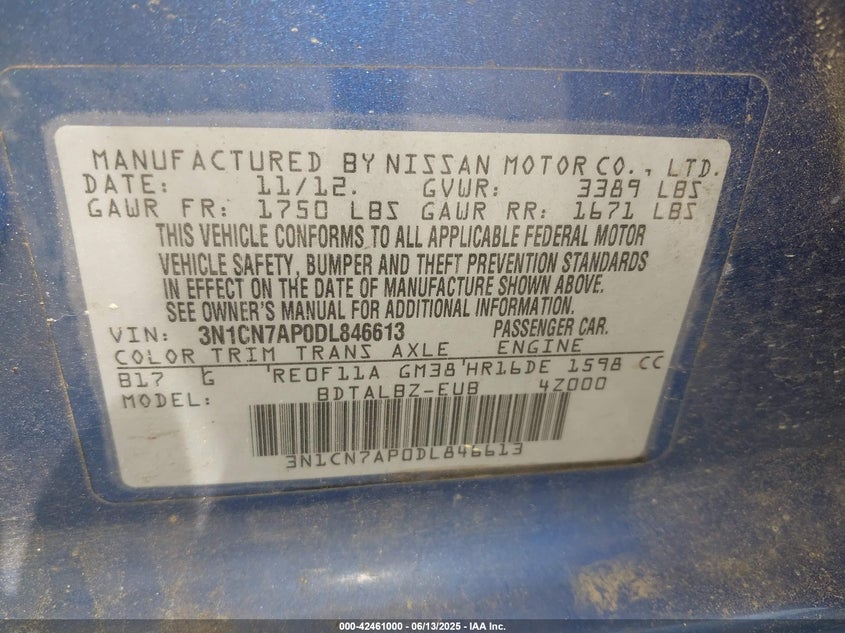 MANUFACTURED BY NISSAN MOTOR CO., LTD.
DATE: 11/12. GVWR: 3389 LBS
GAWR FR: 1750 LBS GAWR RR: 1671 LBS
THIS VEHICLE CONFORMS TO ALL APPLICABLE FEDERAL MOTOR
VEHICLE SAFETY, BUMPER AND THEFT PREVENTION STANDARDS
IN EFFECT ON THE DATE OF MANUFACTURE SHOWN ABOVE.
SEE OWNER'S MANUAL FOR ADDITIONAL INFORMATION.
VIN: 3N1CN7AP0DL846613 PASSENGER CAR.
COLOR TRIM TRANS AXLE ENGINE
B17 G RE0F11A GM38 HR16DE 1598 CC
MODEL: BDTALBZ-EUB 4Z000
3N1CN7AP0DL846613
000-42461000 | 06/13/2025 - IAA Inc.